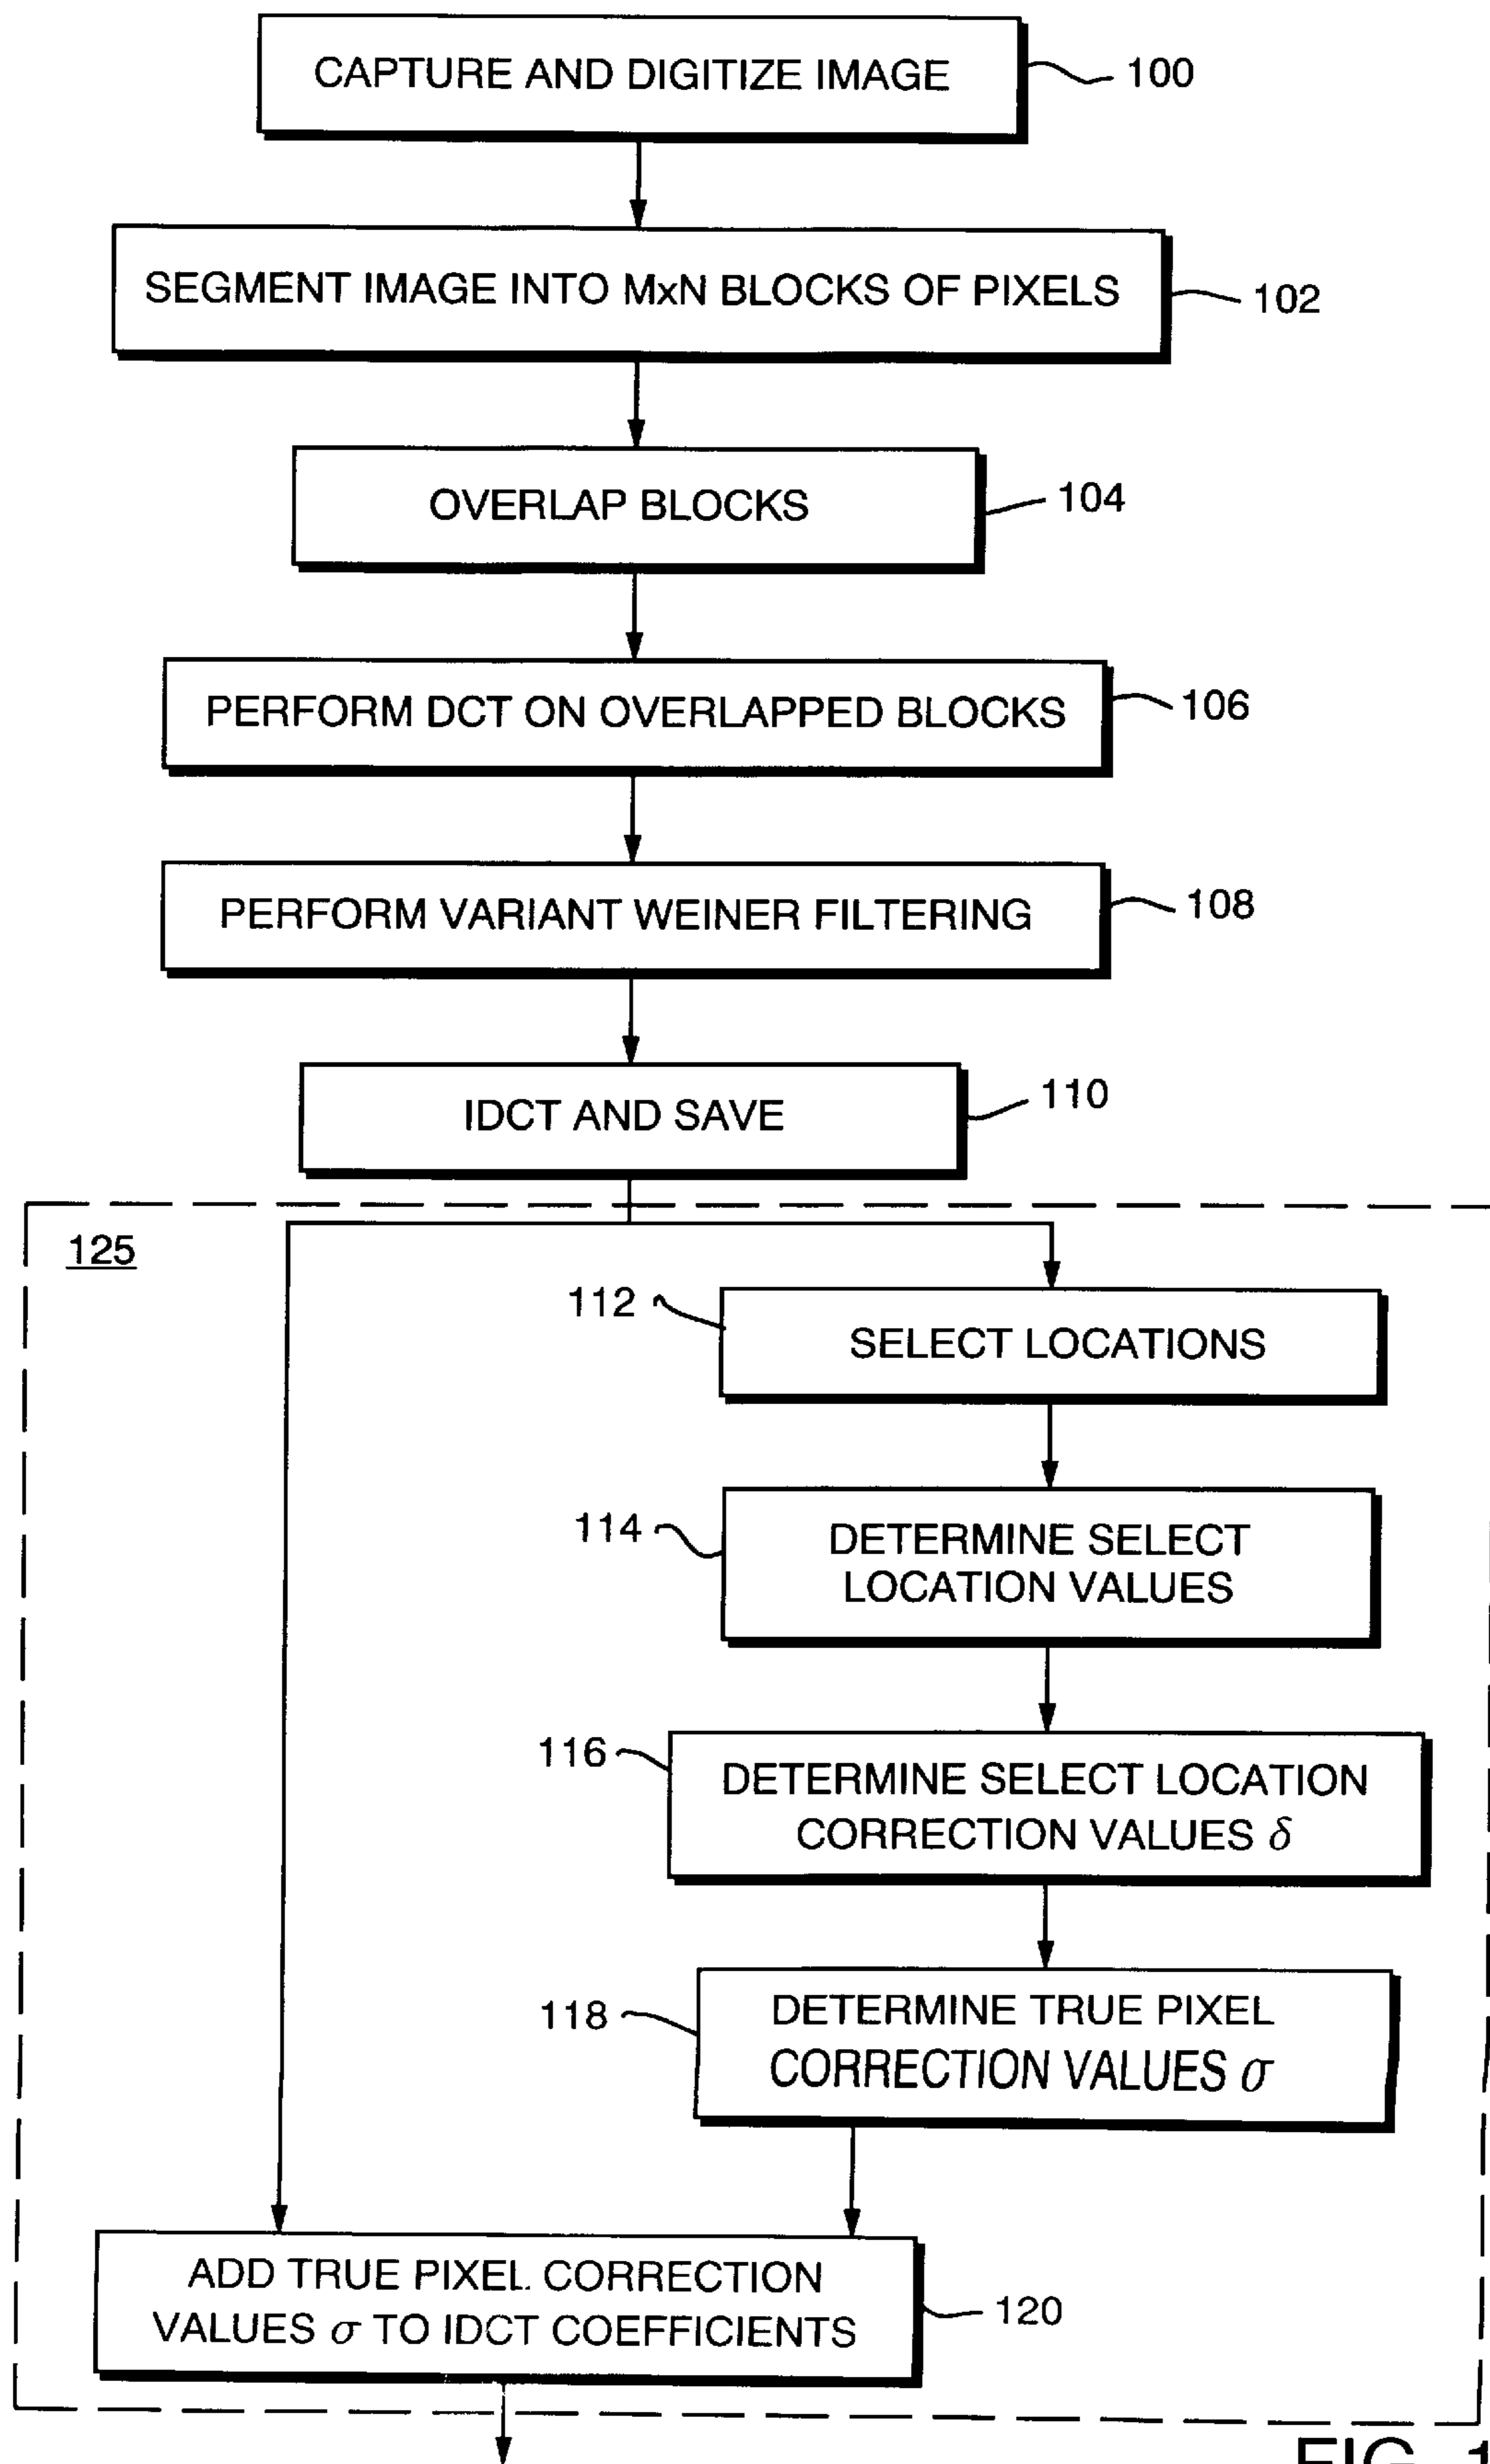 CAPTURE AND DIGITIZE IMAGE
100
SEGMENT IMAGE INTO MxN BLOCKS OF PIXELS
102
OVERLAP BLOCKS
104
PERFORM DCT ON OVERLAPPED BLOCKS
106
PERFORM VARIANT WEINER FILTERING
108
IDCT AND SAVE
110
125
112
SELECT LOCATIONS
114
DETERMINE SELECT
LOCATION VALUES
116
DETERMINE SELECT LOCATION
CORRECTION VALUES δ
118
DETERMINE TRUE PIXEL
CORRECTION VALUES σ
ADD TRUE PIXEL CORRECTION
VALUES σ TO IDCT COEFFICIENTS
120
FIG. 1